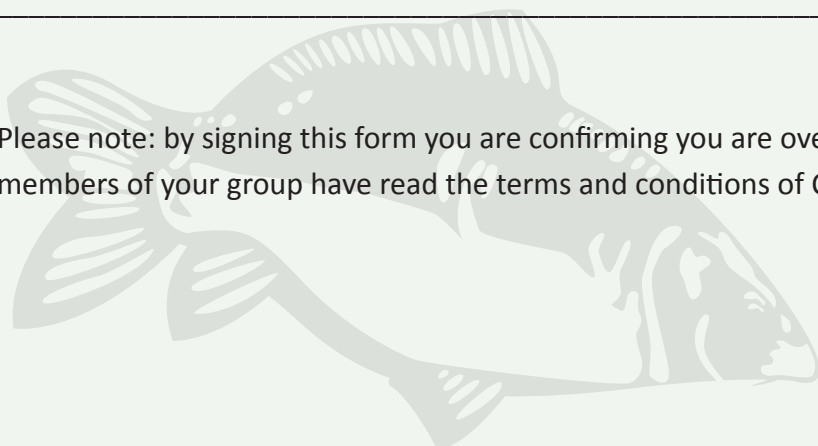 Please note: by signing this form you are confirming you are ove
members of your group have read the terms and conditions of